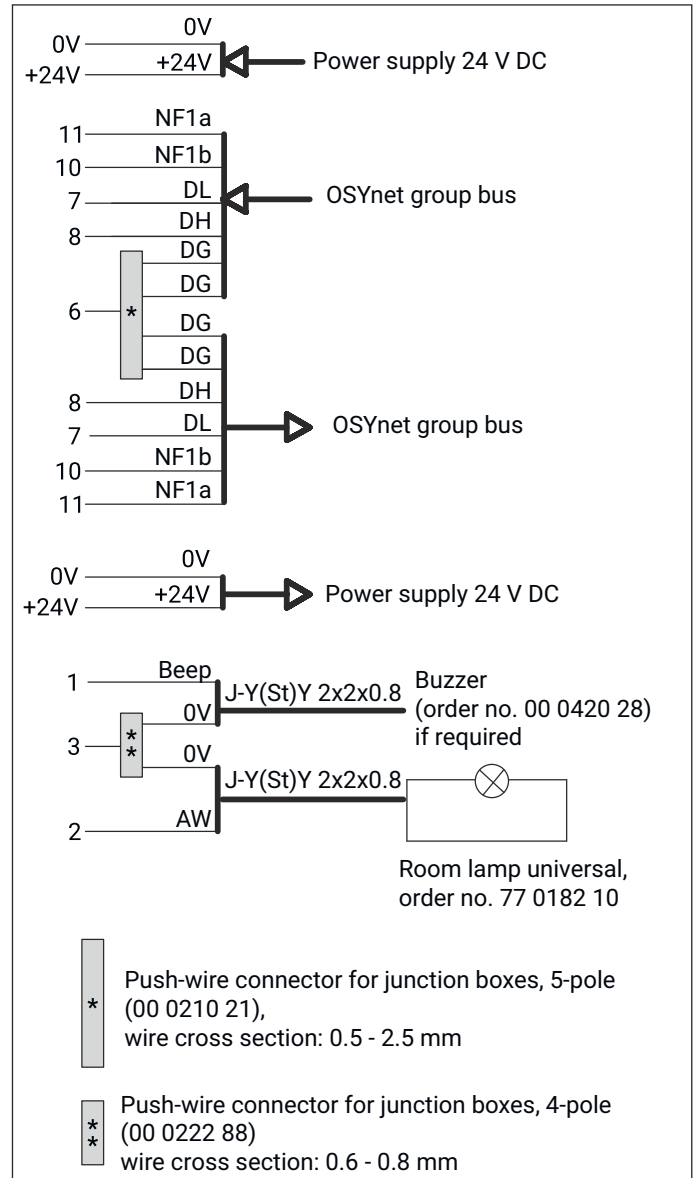 0V
0V
+24V
+24V
Power supply 24 V DC
NF1a
11
NF1b
10
DL
7
OSYnet group bus
DH
8
DG
DG
6
*
DG
DG
DH
8
DL
7
OSYnet group bus
NF1b
10
NF1a
11
0V
0V
+24V
+24V
Power supply 24 V DC
Beep
1
J-Y(St)Y 2x2x0.8
Buzzer
(order no. 00 0420 28)
if required
0V
3
**
0V
J-Y(St)Y 2x2x0.8
AW
2
Room lamp universal,
order no. 77 0182 10
*
Push-wire connector for junction boxes, 5-pole
(00 0210 21),
wire cross section: 0.5 - 2.5 mm
**
Push-wire connector for junction boxes, 4-pole
(00 0222 88)
wire cross section: 0.6 - 0.8 mm